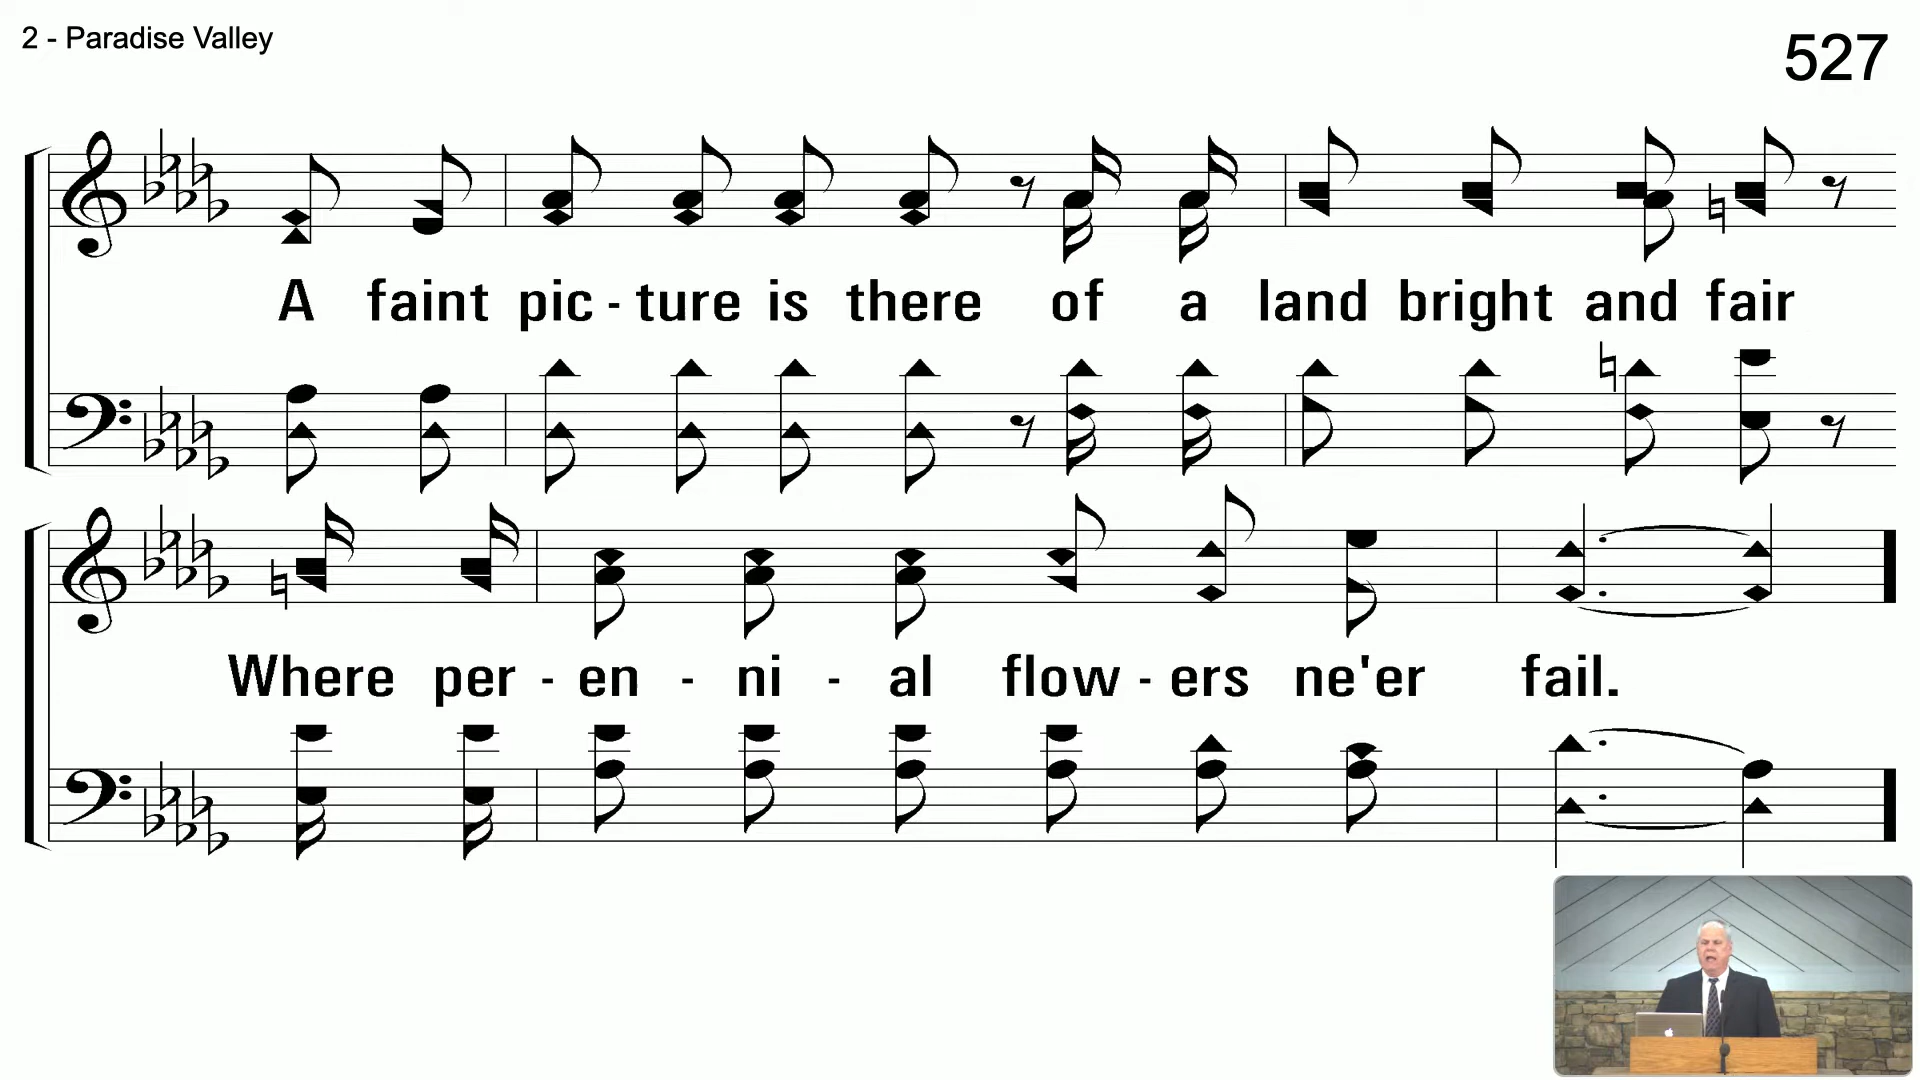 2 - Paradise Valley
527
A faint pic - ture is there of a land bright and fair
Where per - en - ni - al flow - ers ne'er fail.